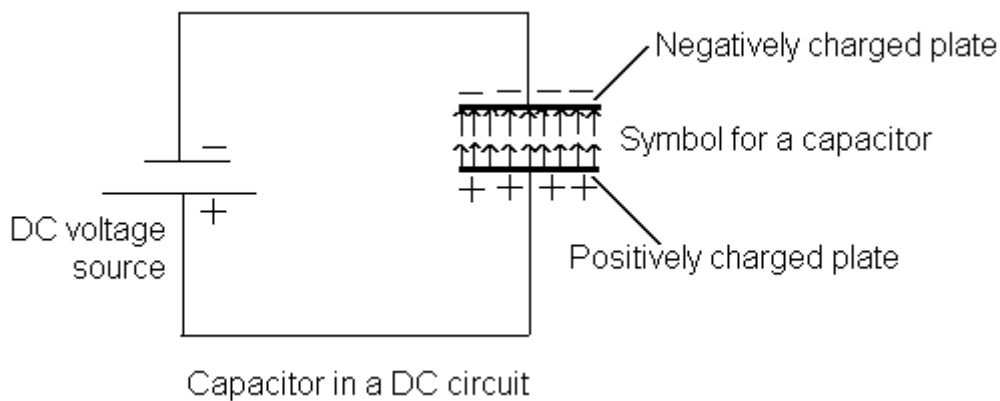 Negatively charged plate
− − − −
Symbol for a capacitor
−
+ + + +
+
DC voltage
source
Positively charged plate
Capacitor in a DC circuit